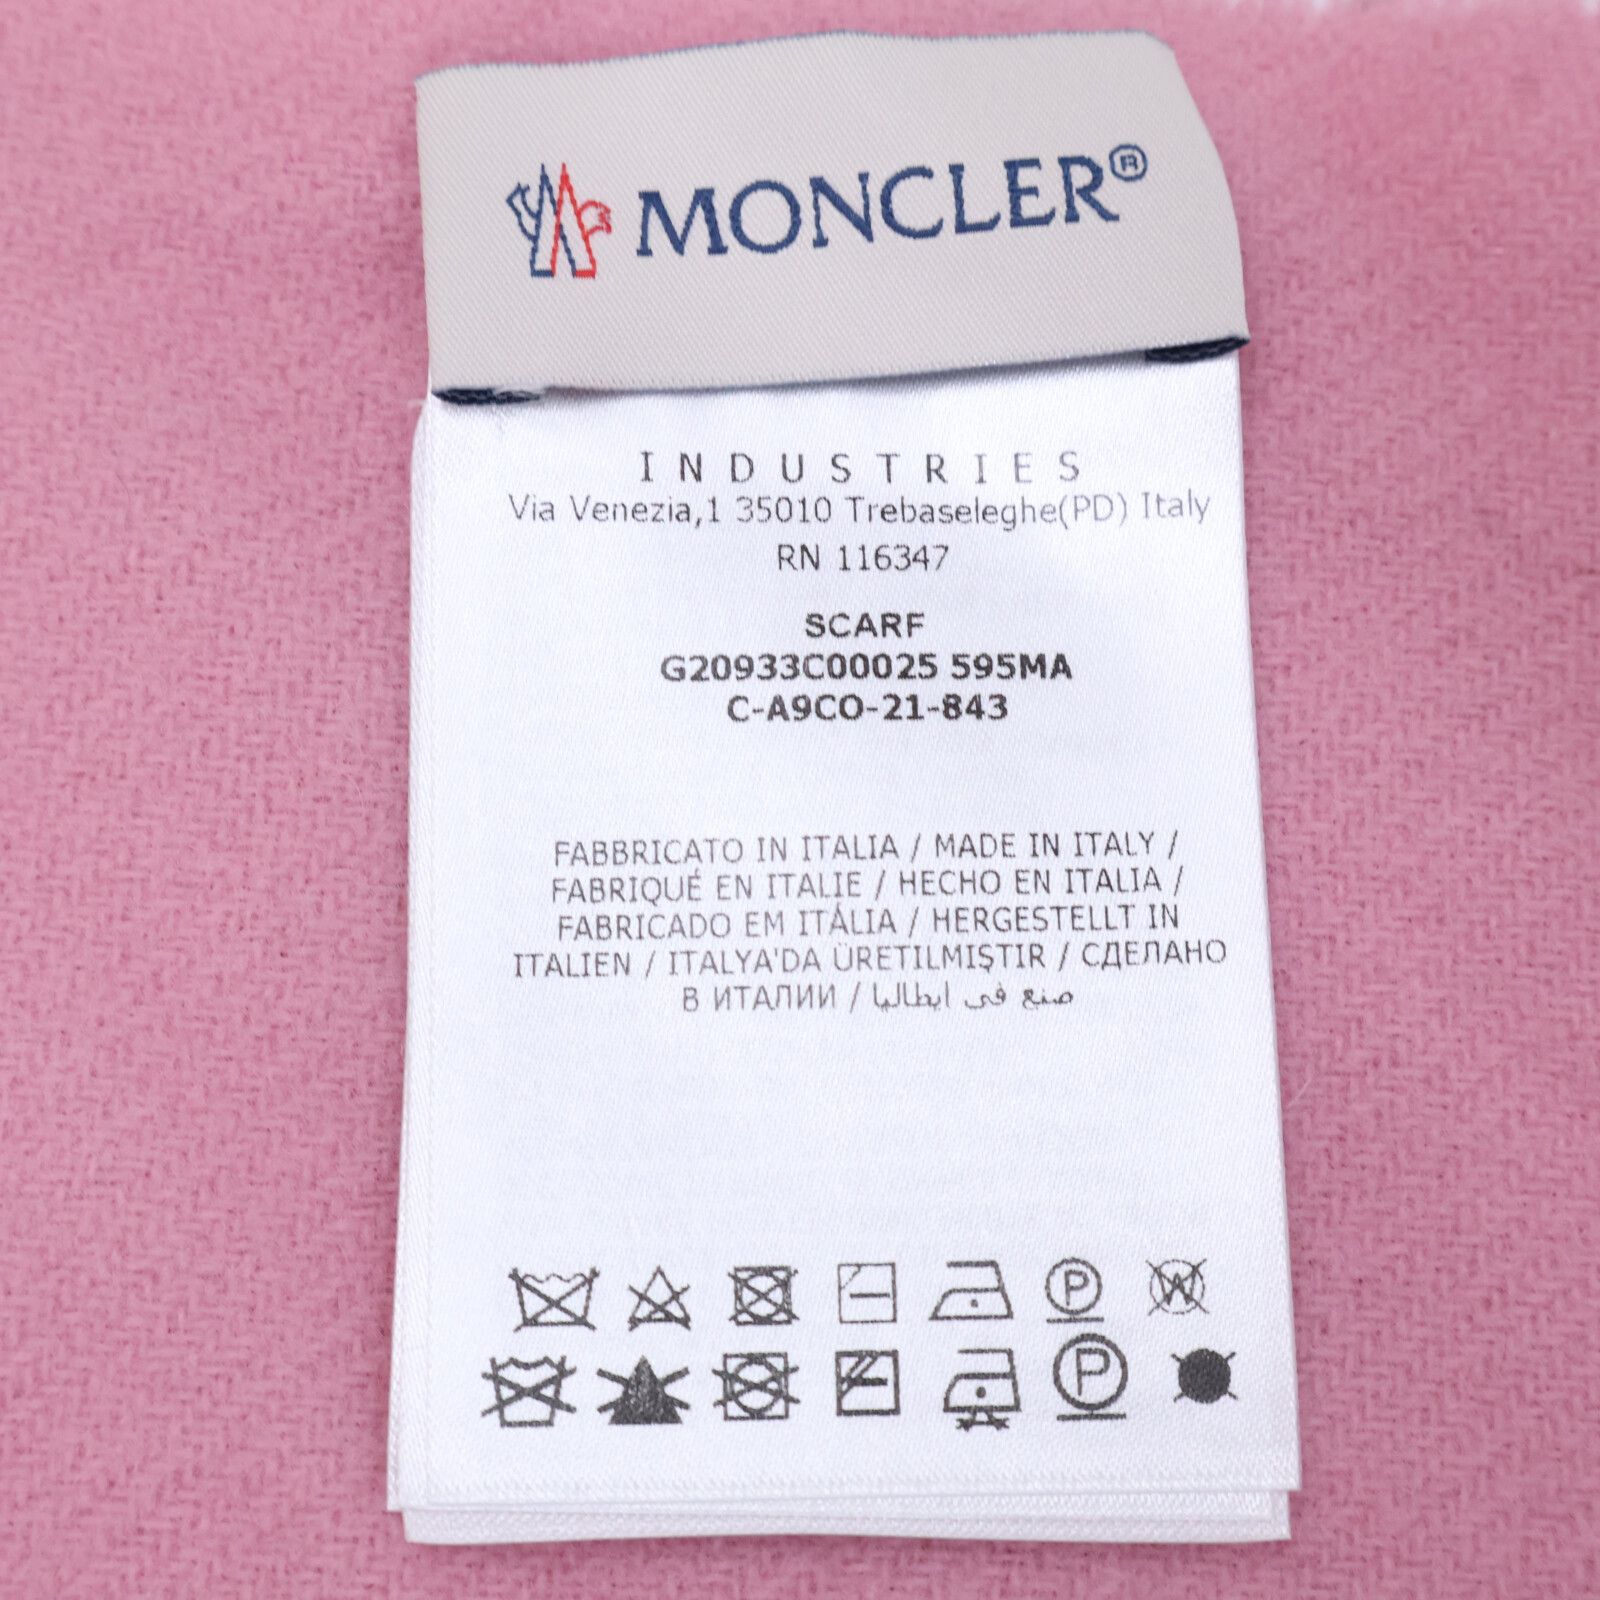 MONCLER®
INDUSTRIES
Via Venezia,1 35010 Trebaseleghe(PD) Italy
RN 116347
SCARF
G20933C00025 595MA
C-A9CO-21-843
FABBRICATO IN ITALIA / MADE IN ITALY /
FABRIQUÉ EN ITALIE / HECHO EN ITALIA /
FABRICADO EM ITÁLIA / HERGESTELLT IN
ITALIEN / ITALYA'DA ÜRETILMIŞTIR / СДЕЛАНО
В ИТАЛИИ / صنع في ايطاليا
P W
P